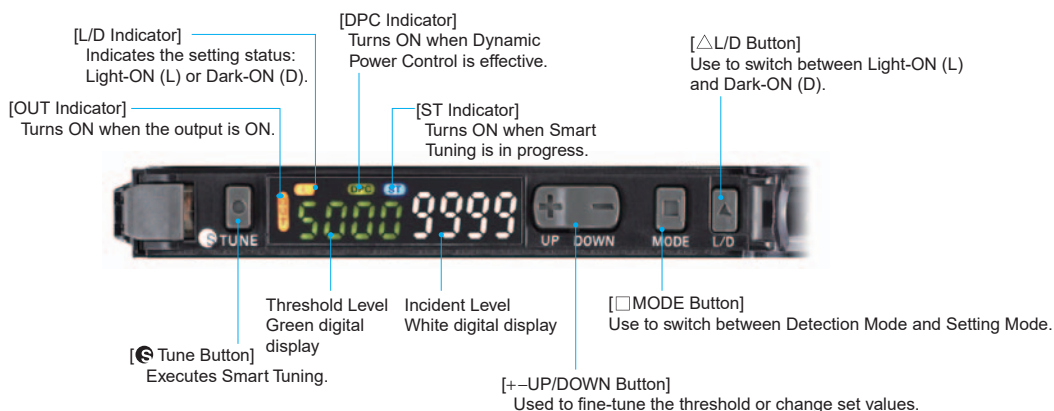 [DPC Indicator]
Turns ON when Dynamic
Power Control is effective.
[L/D Indicator]
Indicates the setting status:
Light-ON (L) or Dark-ON (D).
[△L/D Button]
Use to switch between Light-ON (L)
and Dark-ON (D).
[OUT Indicator]
Turns ON when the output is ON.
[ST Indicator]
Turns ON when Smart
Tuning is in progress.
DPC
ST
5000
9999
S TUNE
UP
DOWN
MODE
L/D
Threshold Level
Green digital
display
Incident Level
White digital display
[□MODE Button]
Use to switch between Detection Mode and Setting Mode.
[S Tune Button]
Executes Smart Tuning.
[+−UP/DOWN Button]
Used to fine-tune the threshold or change set values.